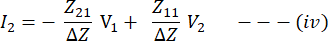 I₂ = − Z₂₁/ΔZ V₁ + Z₁₁/ΔZ V₂ − − − (iv)